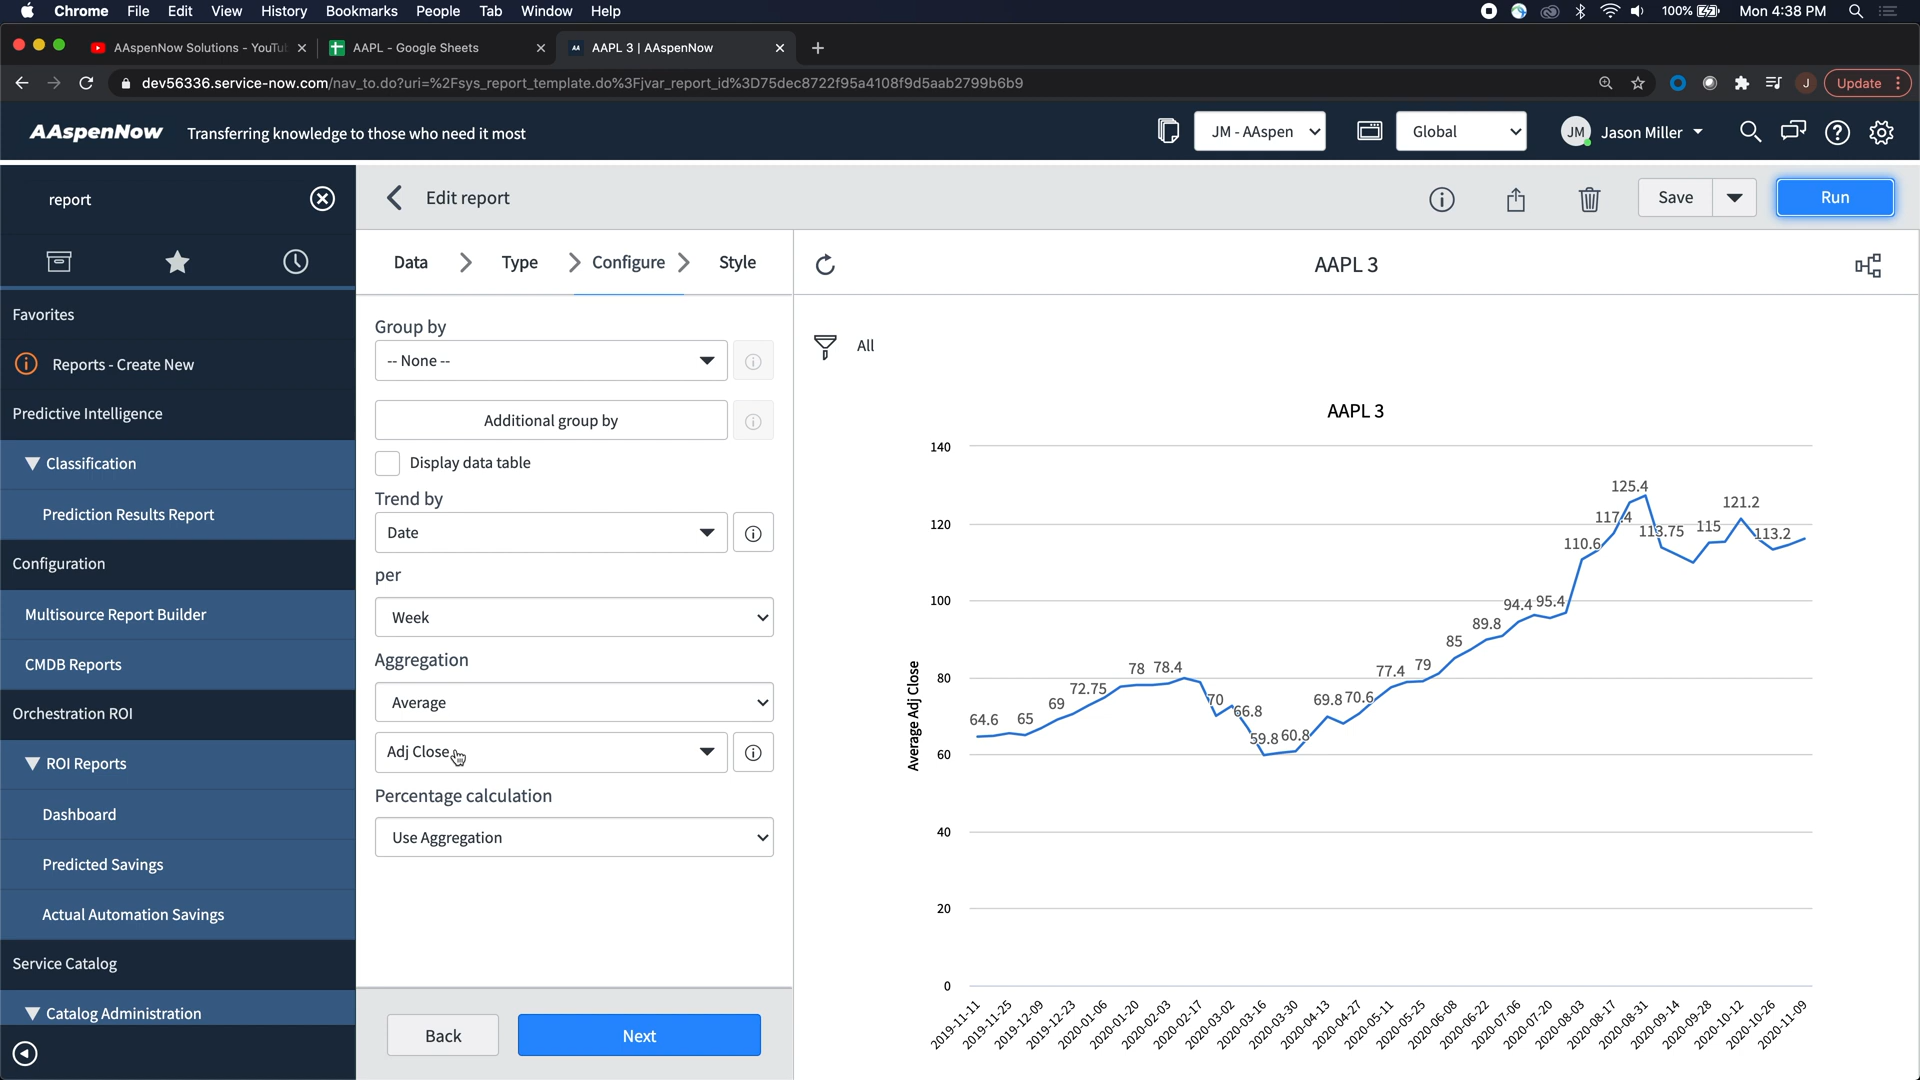 Chrome File Edit View History Bookmarks People Tab Window Help 100% Mon 4:38 PM
AAspenNow Solutions - YouTu AAPL - Google Sheets AAPL 3 | AAspenNow
dev56336.service-now.com/nav_to.do?uri=%2Fsys_report_template.do%3Fjvar_report_id%3D75dec8722f95a4108f9d5aab2799b6b9 J Update
AAspenNow Transferring knowledge to those who need it most JM - AAspen Global JM Jason Miller
report
Favorites
Reports - Create New
Predictive Intelligence
Classification
Prediction Results Report
Configuration
Multisource Report Builder
CMDB Reports
Orchestration ROI
ROI Reports
Dashboard
Predicted Savings
Actual Automation Savings
Service Catalog
Catalog Administration
Edit report Save Run
Data Type Configure Style
Group by
-- None --
Additional group by
Display data table
Trend by
Date
per
Week
Aggregation
Average
Adj Close
Percentage calculation
Use Aggregation
Back Next
AAPL 3
All
AAPL 3
140
120
100
80
60
40
20
0
Average Adj Close
64.6 65 69 72.75 78 78.4 70 66.8 59.8 60.8 69.8 70.6 77.4 79 85 89.8 94.4 95.4 110.6 117.4 125.4 113.75 115 121.2 113.2
2019-11-11 2019-11-25 2019-12-09 2019-12-23 2020-01-06 2020-01-20 2020-02-03 2020-02-17 2020-03-02 2020-03-16 2020-03-30 2020-04-13 2020-04-27 2020-05-11 2020-05-25 2020-06-08 2020-06-22 2020-07-06 2020-07-20 2020-08-03 2020-08-17 2020-08-31 2020-09-14 2020-09-28 2020-10-12 2020-10-26 2020-11-09